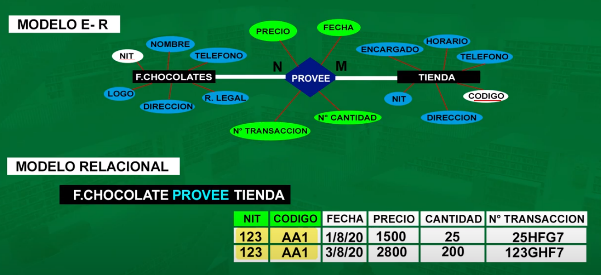 MODELO E- R
PRECIO
FECHA
NOMBRE
NIT
TELEFONO
N
M
ENCARGADO
HORARIO
TELEFONO
F.CHOCOLATES
PROVEE
TIENDA
LOGO
DIRECCION
R. LEGAL
NIT
CODIGO
N° TRANSACCION
N° CANTIDAD
DIRECCION
MODELO RELACIONAL
F.CHOCOLATE PROVEE TIENDA
NIT CODIGO FECHA PRECIO CANTIDAD N° TRANSACCION
123 AA1 1/8/20 1500 25 25HFG7
123 AA1 3/8/20 2800 200 123GHF7